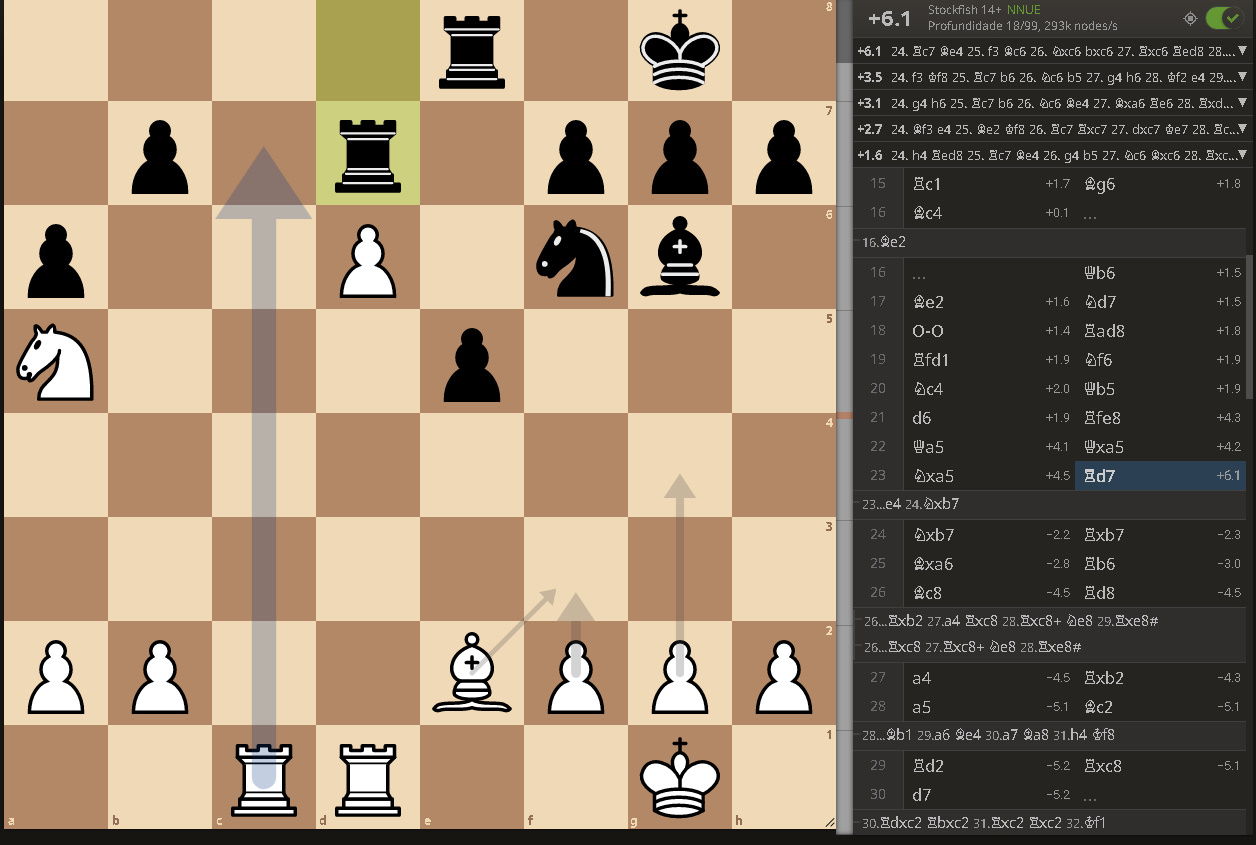 8
7
6
5
4
3
2
1
a b c d e f g h
+6.1
Stockfish 14+ NNUE
Profundidade 18/99, 293k nodes/s
+6.1 24. ♖c7 ♗e4 25. f3 ♗c6 26. ♘xc6 bxc6 27. ♖xc6 ♖ed8 28....▼
+3.5 24. f3 ♔f8 25. ♖c7 b6 26. ♘c6 b5 27. g4 h6 28. ♔f2 e4 29....▼
+3.1 24. g4 h6 25. ♖c7 b6 26. ♘c6 ♗e4 27. ♗xa6 ♖e6 28. ♖xd...▼
+2.7 24. ♗f3 e4 25. ♗e2 ♔f8 26. ♖c7 ♖xc7 27. dxc7 ♔e7 28. ♖c...▼
+1.6 24. h4 ♖ed8 25. ♖c7 ♗e4 26. g4 b5 27. ♘c6 ♗xc6 28. ♖xc...▼
15 ♖c1 +1.7 ♗g6 +1.8
16 ♗c4 +0.1 ...
16.♗e2
16 ... ♕b6 +1.5
17 ♗e2 +1.6 ♘d7 +1.5
18 O-O +1.4 ♖ad8 +1.8
19 ♖fd1 +1.9 ♘f6 +1.9
20 ♘c4 +2.0 ♕b5 +1.9
21 d6 +1.9 ♖fe8 +4.3
22 ♕a5 +4.1 ♕xa5 +4.2
23 ♘xa5 +4.5 ♖d7 +6.1
23...e4 24.♘xb7
24 ♘xb7 −2.2 ♖xb7 −2.3
25 ♗xa6 −2.8 ♖b6 −3.0
26 ♗c8 −4.5 ♖d8 −4.5
26...♖xb2 27.a4 ♖xc8 28.♖xc8+ ♘e8 29.♖xe8#
26...♖xc8 27.♖xc8+ ♘e8 28.♖xe8#
27 a4 −4.5 ♖xb2 −4.3
28 a5 −5.1 ♗c2 −5.1
28...♗b1 29.a6 ♗e4 30.a7 ♗a8 31.h4 ♔f8
29 ♖d2 −5.2 ♖xc8 −5.1
30 d7 −5.2 ...
30.♖dxc2 ♖bxc2 31.♖xc2 ♖xc2 32.♔f1